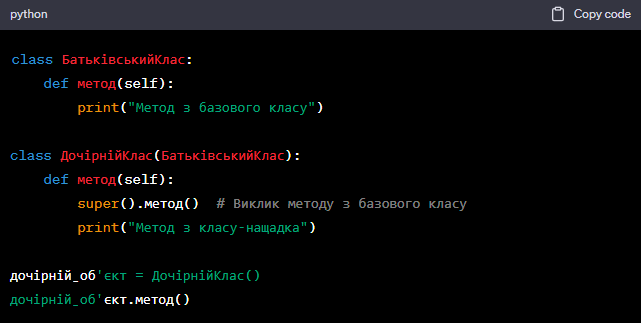 python Copy code
class БатьківськийКлас:
    def метод(self):
        print("Метод з базового класу")
class ДочірнійКлас(БатьківськийКлас):
    def метод(self):
        super().метод()  # Виклик методу з базового класу
        print("Метод з класу-нащадка")
дочірній_об'єкт = ДочірнійКлас()
дочірній_об'єкт.метод()